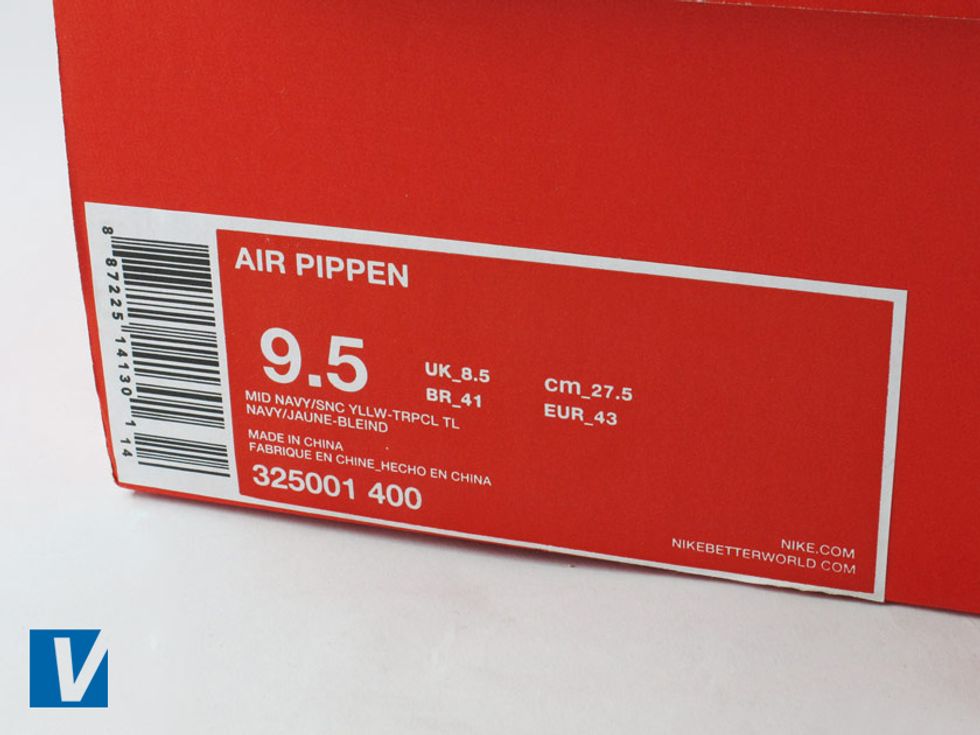 8 87225 14130 1 14
AIR PIPPEN
9.5
UK_8.5
BR_41
cm_27.5
EUR_43
MID NAVY/SNC YLLW-TRPCL TL
NAVY/JAUNE-BLEIND
MADE IN CHINA
FABRIQUE EN CHINE_HECHO EN CHINA
325001 400
NIKE.COM
NIKEBETTERWORLD COM
V